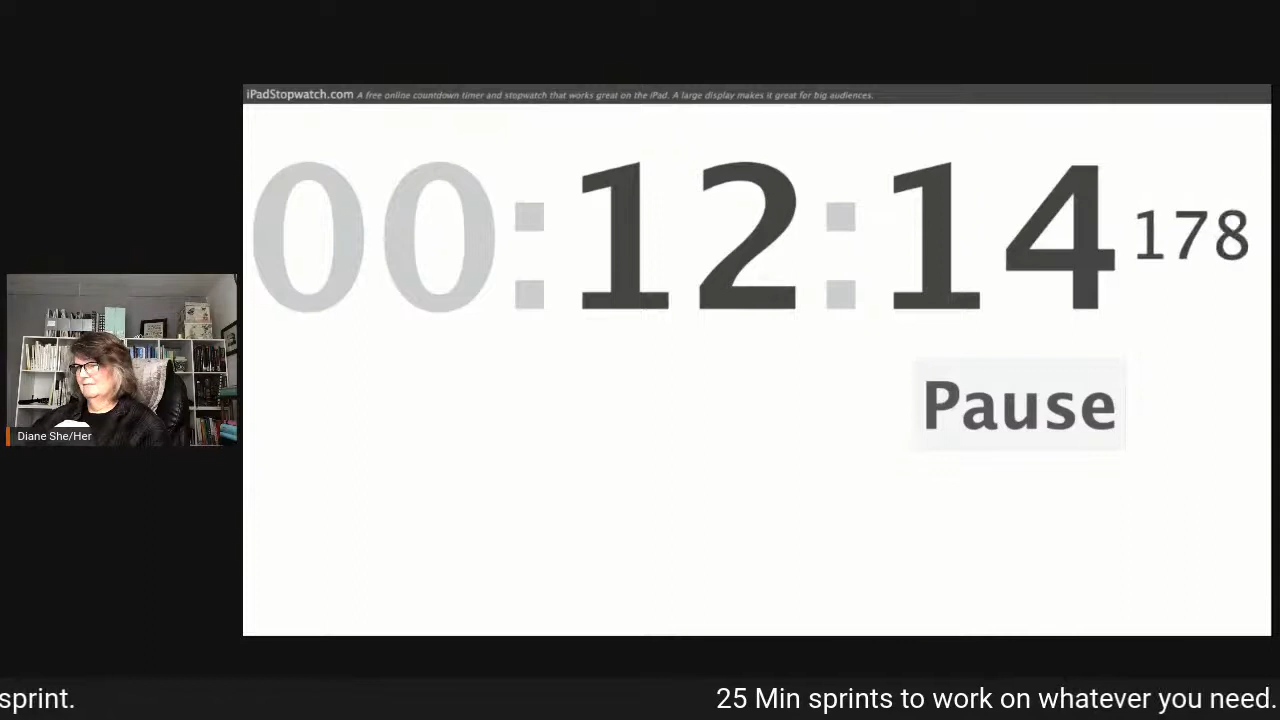 iPadStopwatch.com A free online countdown timer and stopwatch that works great on the iPad. A large display makes it great for big audiences.
00:12:14 178
Pause
Diane She/Her
sprint. 25 Min sprints to work on whatever you need.